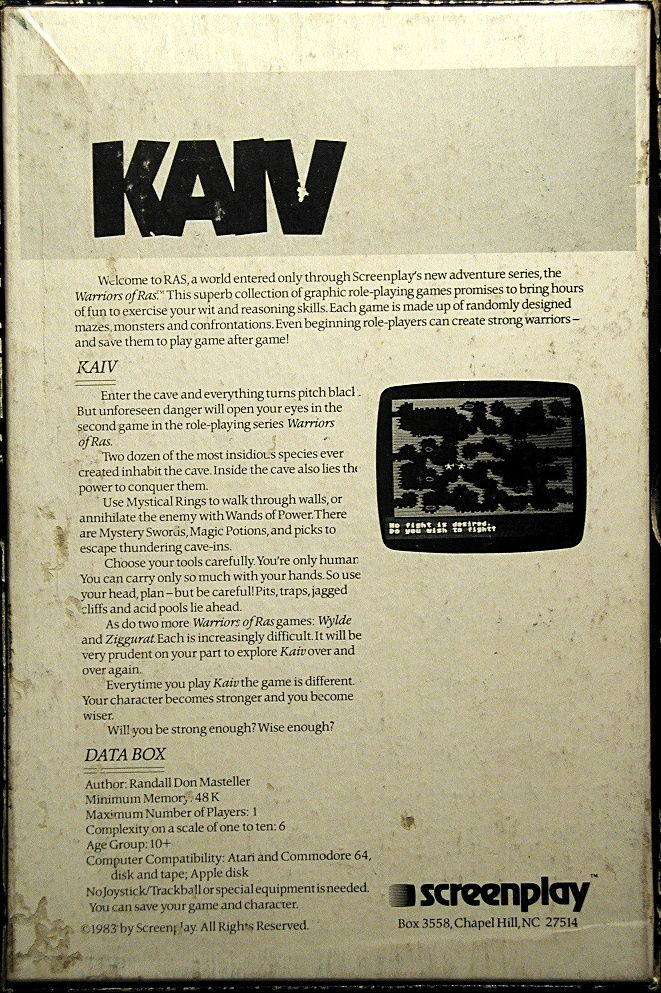 KAIV
Welcome to RAS, a world entered only through Screenplay's new adventure series, the
Warriors of Ras.™ This superb collection of graphic role-playing games promises to bring hours
of fun to exercise your wit and reasoning skills. Each game is made up of randomly designed
mazes, monsters and confrontations. Even beginning role-players can create strong warriors–
and save them to play game after game!
KAIV
Enter the cave and everything turns pitch black.
But unforeseen danger will open your eyes in the
second game in the role-playing series Warriors
of Ras.
Two dozen of the most insidious species ever
created inhabit the cave. Inside the cave also lies the
power to conquer them.
Use Mystical Rings to walk through walls, or
annihilate the enemy with Wands of Power. There
are Mystery Swords, Magic Potions, and picks to
escape thundering cave-ins.
Choose your tools carefully. You're only human.
You can carry only so much with your hands. So use
your head, plan–but be careful! Pits, traps, jagged
cliffs and acid pools lie ahead.
As do two more Warriors of Ras games: Wylde
and Ziggurat. Each is increasingly difficult. It will be
very prudent on your part to explore Kaiv over and
over again.
Everytime you play Kaiv the game is different.
Your character becomes stronger and you become
wiser.
Will you be strong enough? Wise enough?
No fight is desired.
Do you wish to fight?
DATA BOX
Author: Randall Don Masteller
Minimum Memory: 48 K
Maximum Number of Players: 1
Complexity on a scale of one to ten: 6
Age Group: 10+
Computer Compatibility: Atari and Commodore 64,
disk and tape; Apple disk
No Joystick/Trackball or special equipment is needed.
You can save your game and character.
©1983 by Screenplay. All Rights Reserved.
screenplay™
Box 3558, Chapel Hill, NC 27514